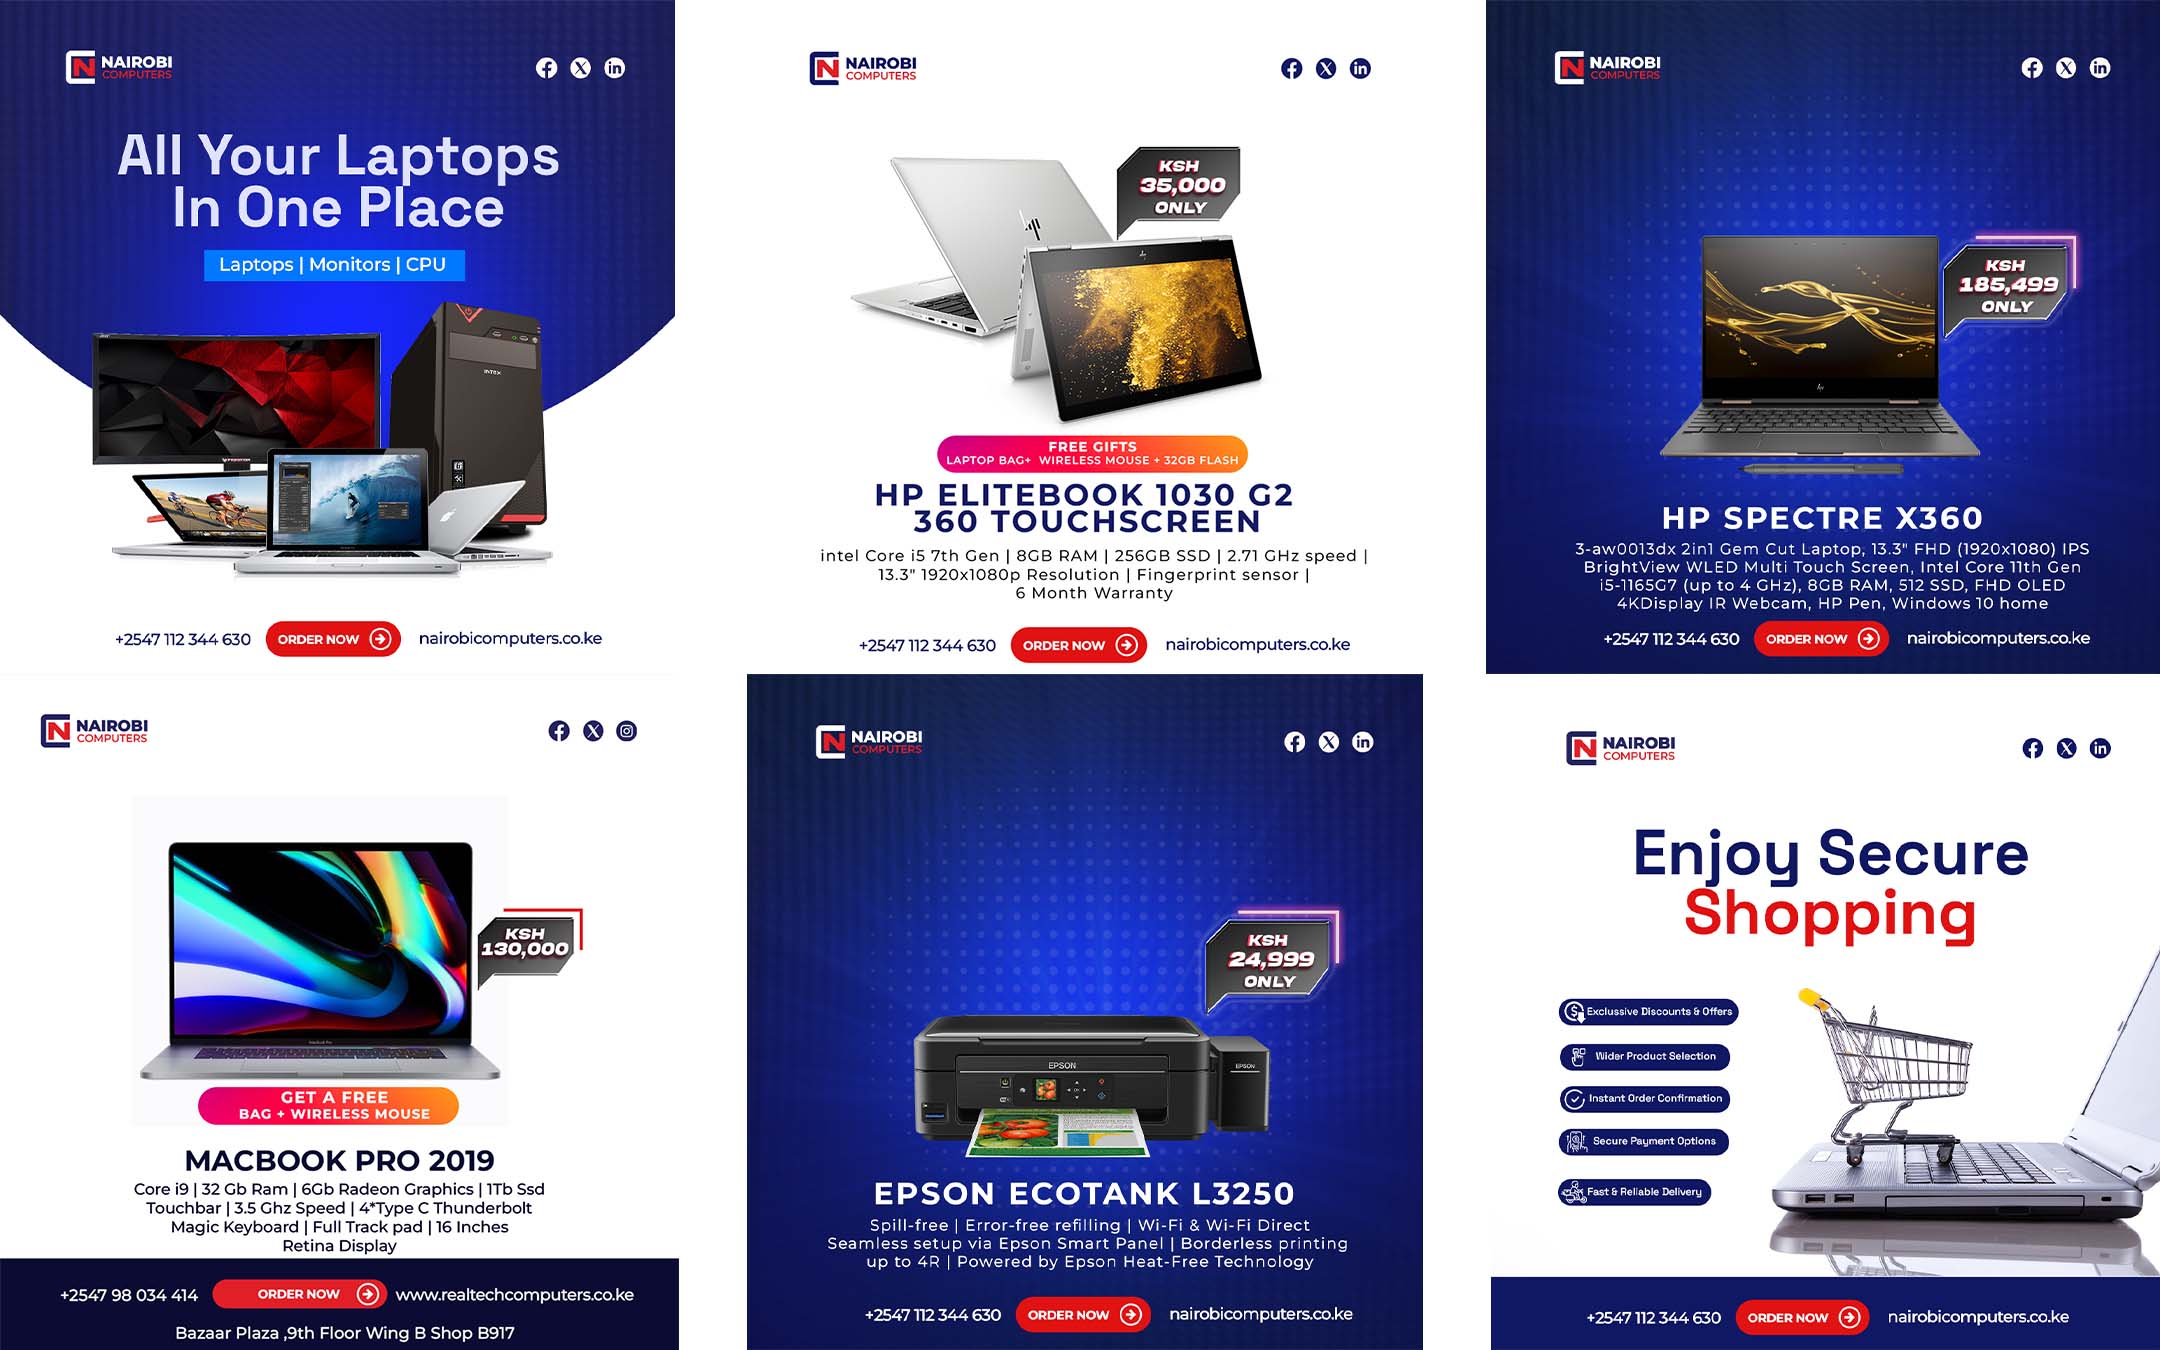 NAIROBI
COMPUTERS
All Your Laptops
In One Place
Laptops | Monitors | CPU
INTEX
+2547 112 344 630
ORDER NOW
nairobicomputers.co.ke
NAIROBI
COMPUTERS
KSH
35,000
ONLY
FREE GIFTS
LAPTOP BAG+ WIRELESS MOUSE + 32GB FLASH
HP ELITEBOOK 1030 G2
360 TOUCHSCREEN
intel Core i5 7th Gen | 8GB RAM | 256GB SSD | 2.71 GHz speed |
13.3" 1920x1080p Resolution | Fingerprint sensor |
6 Month Warranty
+2547 112 344 630
ORDER NOW
nairobicomputers.co.ke
NAIROBI
COMPUTERS
KSH
185,499
ONLY
HP SPECTRE X360
3-aw0013dx 2in1 Gem Cut Laptop, 13.3" FHD (1920x1080) IPS
BrightView WLED Multi Touch Screen, Intel Core 11th Gen
i5-1165G7 (up to 4 GHz), 8GB RAM, 512 SSD, FHD OLED
4KDisplay IR Webcam, HP Pen, Windows 10 home
+2547 112 344 630
ORDER NOW
nairobicomputers.co.ke
NAIROBI
COMPUTERS
KSH
130,000
MacBook Pro
GET A FREE
BAG + WIRELESS MOUSE
MACBOOK PRO 2019
Core i9 | 32 Gb Ram | 6Gb Radeon Graphics | 1Tb Ssd
Touchbar | 3.5 Ghz Speed | 4*Type C Thunderbolt
Magic Keyboard | Full Track pad | 16 Inches
Retina Display
+2547 98 034 414
ORDER NOW
www.realtechcomputers.co.ke
Bazaar Plaza ,9th Floor Wing B Shop B917
NAIROBI
COMPUTERS
KSH
24,999
ONLY
EPSON
EPSON
EPSON ECOTANK L3250
Spill-free | Error-free refilling | Wi-Fi & Wi-Fi Direct
Seamless setup via Epson Smart Panel | Borderless printing
up to 4R | Powered by Epson Heat-Free Technology
+2547 112 344 630
ORDER NOW
nairobicomputers.co.ke
NAIROBI
COMPUTERS
Enjoy Secure
Shopping
Exclussive Discounts & Offers
Wider Product Selection
Instant Order Confirmation
Secure Payment Options
Fast & Reliable Delivery
+2547 112 344 630
ORDER NOW
nairobicomputers.co.ke